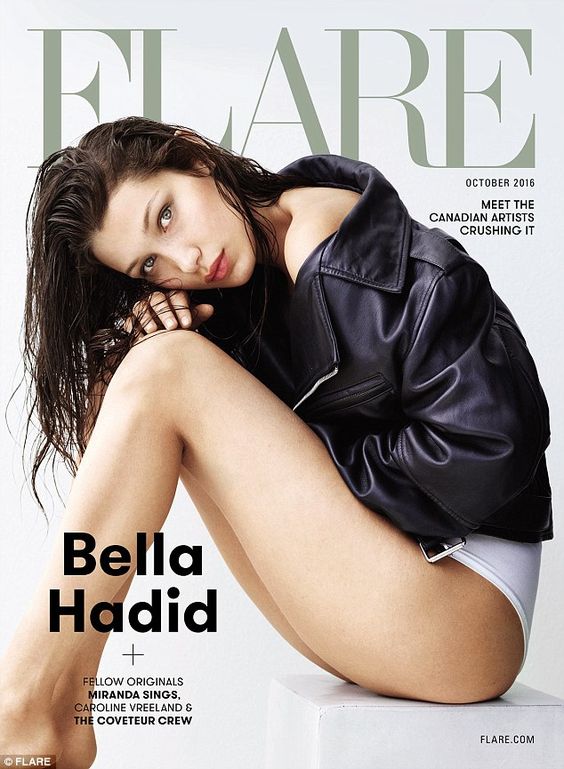 FLARE
OCTOBER 2016
MEET THE
CANADIAN ARTISTS
CRUSHING IT
Bella
Hadid
+
FELLOW ORIGINALS
MIRANDA SINGS,
CAROLINE VREELAND &
THE COVETEUR CREW
FLARE.COM
© FLARE